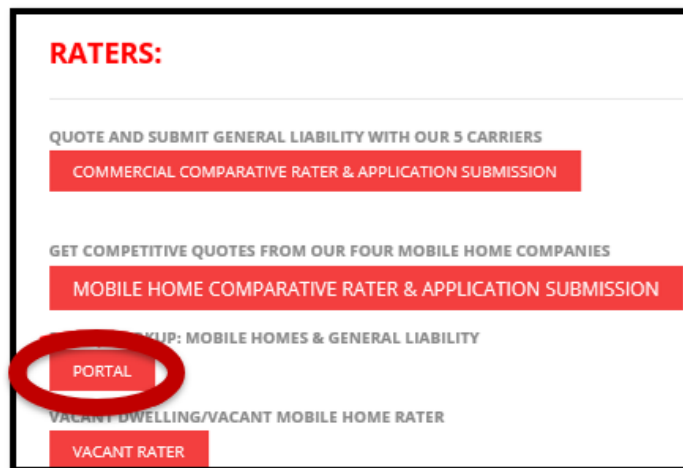 RATERS:
QUOTE AND SUBMIT GENERAL LIABILITY WITH OUR 5 CARRIERS
COMMERCIAL COMPARATIVE RATER & APPLICATION SUBMISSION
GET COMPETITIVE QUOTES FROM OUR FOUR MOBILE HOME COMPANIES
MOBILE HOME COMPARATIVE RATER & APPLICATION SUBMISSION
MOBILE HOMES & GENERAL LIABILITY
PORTAL
VACANT DWELLING/VACANT MOBILE HOME RATER
VACANT RATER